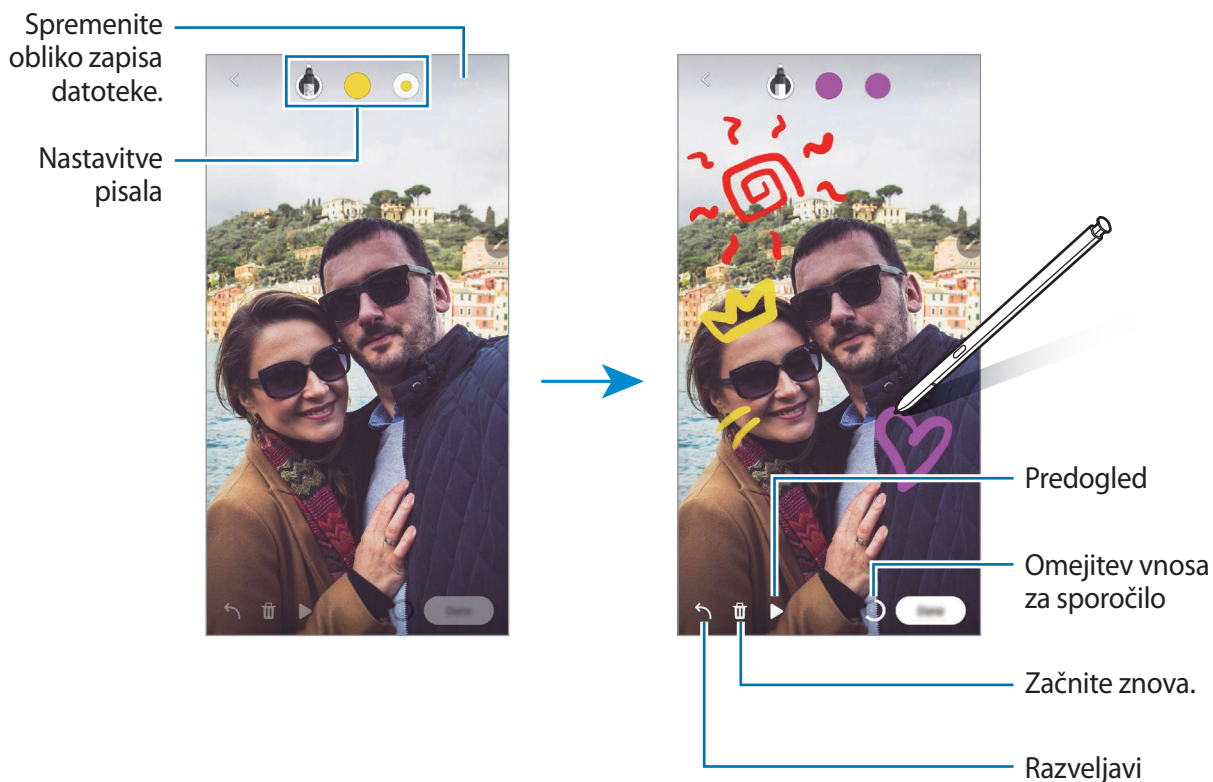 Spremenite
obliko zapisa
datoteke.
Nastavitve
pisala
Predogled
Omejitev vnosa
za sporočilo
Začnite znova.
Razveljavi